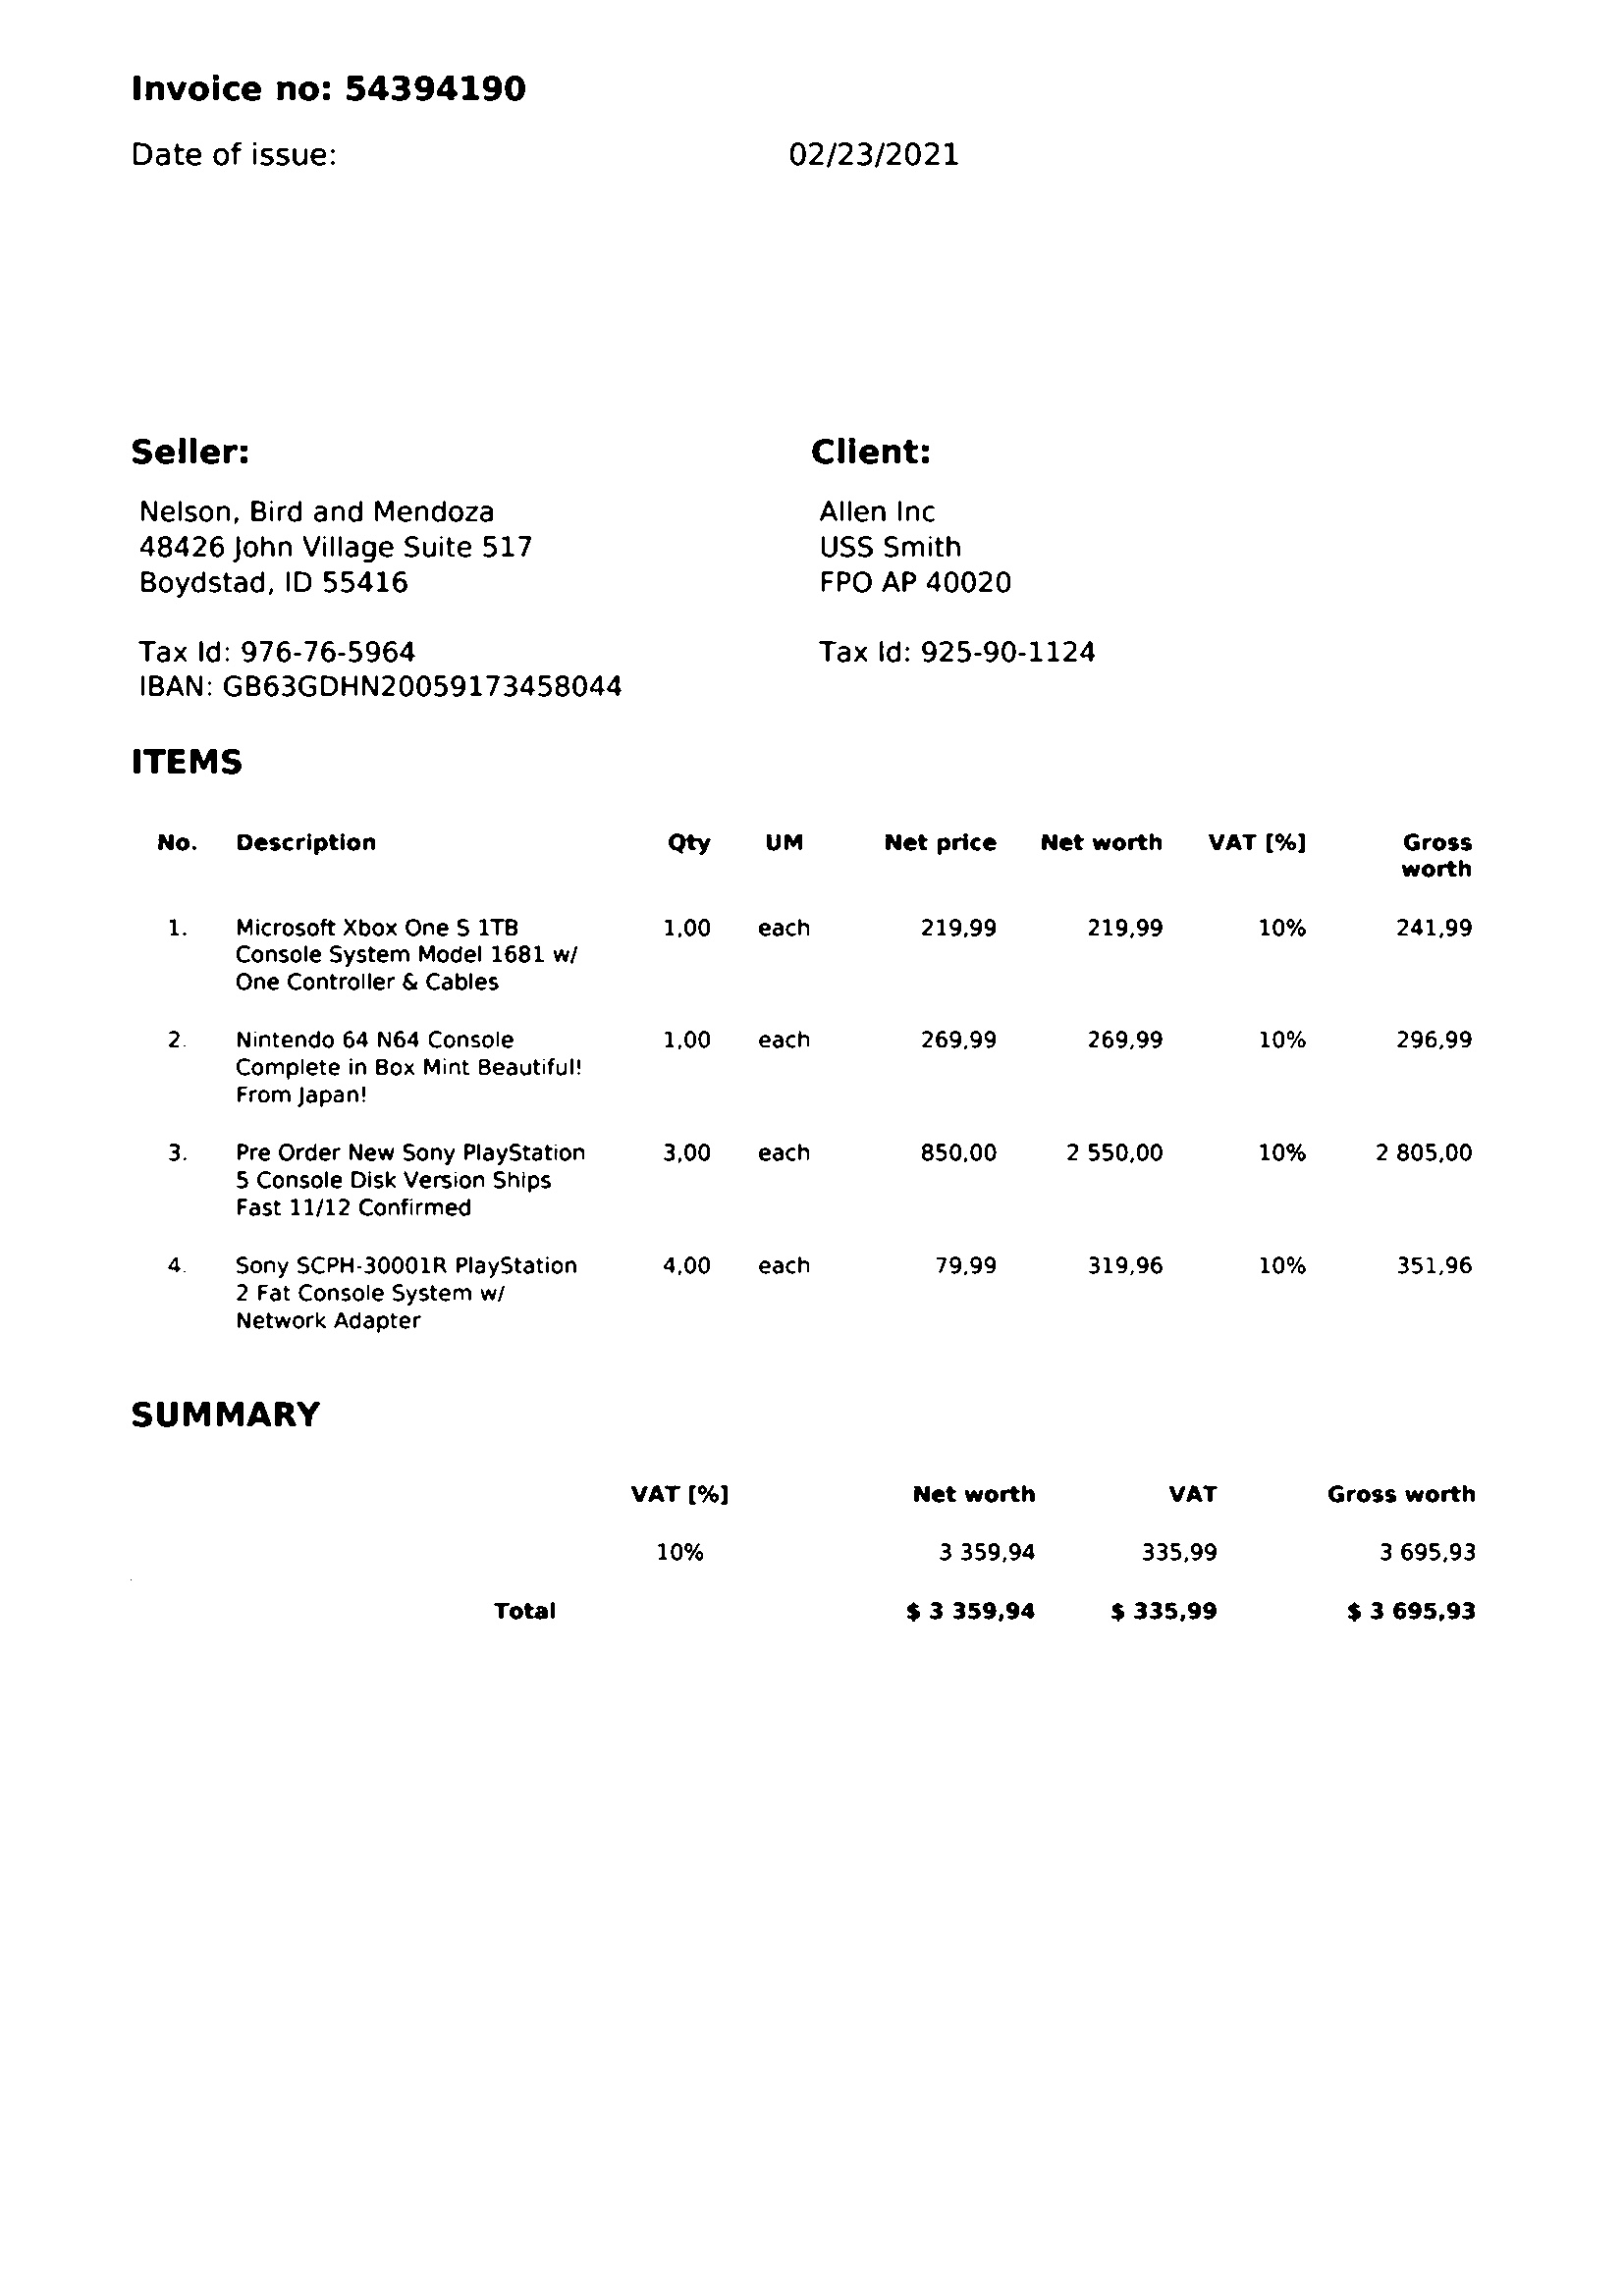 Invoice no: 54394190
Date of issue: 02/23/2021
Seller: Client:
Nelson, Bird and Mendoza Allen Inc
48426 John Village Suite 517 USS Smith
Boydstad, ID 55416 FPO AP 40020
Tax Id: 976-76-5964 Tax Id: 925-90-1124
IBAN: GB63GDHN20059173458044
ITEMS
No. Description Qty UM Net price Net worth VAT [%] Gross
worth
1. Microsoft Xbox One S 1TB 1,00 each 219,99 219,99 10% 241,99
Console System Model 1681 w/
One Controller & Cables
2. Nintendo 64 N64 Console 1,00 each 269,99 269,99 10% 296,99
Complete in Box Mint Beautiful!
From Japan!
3. Pre Order New Sony PlayStation 3,00 each 850,00 2 550,00 10% 2 805,00
5 Console Disk Version Ships
Fast 11/12 Confirmed
4. Sony SCPH-30001R PlayStation 4,00 each 79,99 319,96 10% 351,96
2 Fat Console System w/
Network Adapter
SUMMARY
VAT [%] Net worth VAT Gross worth
10% 3 359,94 335,99 3 695,93
Total $ 3 359,94 $ 335,99 $ 3 695,93